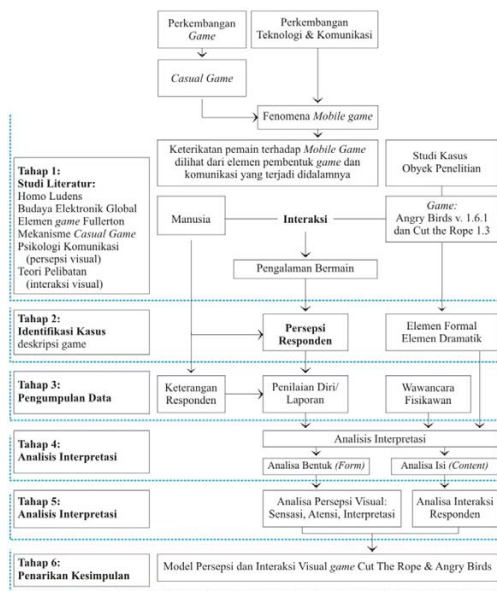 Perkembangan
Game
Perkembangan
Teknologi & Komunikasi
Casual Game
Fenomena Mobile game
Keterikatan pemain terhadap Mobile Game
dilihat dari elemen pembentuk game dan
komunikasi yang terjadi didalamnya
Studi Kasus
Obyek Penelitian
Tahap 1:
Studi Literatur:
Homo Ludens
Budaya Elektronik Global
Elemen game Fullerton
Mekanisme Casual Game
Psikologi Komunikasi
(persepsi visual)
Teori Pelibatan
(interaksi visual)
Manusia
Interaksi
Game:
Angry Birds v. 1.6.1
dan Cut the Rope 1.3
Pengalaman Bermain
Tahap 2:
Identifikasi Kasus
deskripsi game
Persepsi
Responden
Elemen Formal
Elemen Dramatik
Tahap 3:
Pengumpulan Data
Keterangan
Responden
Penilaian Diri/
Laporan
Wawancara
Fisikawan
Tahap 4:
Analisis Interpretasi
Analisis Interpretasi
Analisa Bentuk (Form)
Analisa Isi (Content)
Tahap 5:
Analisis Interpretasi
Analisa Persepsi Visual:
Sensasi, Atensi, Interpretasi
Analisa Interaksi
Responden
Tahap 6:
Penarikan Kesimpulan
Model Persepsi dan Interaksi Visual game Cut The Rope & Angry Birds